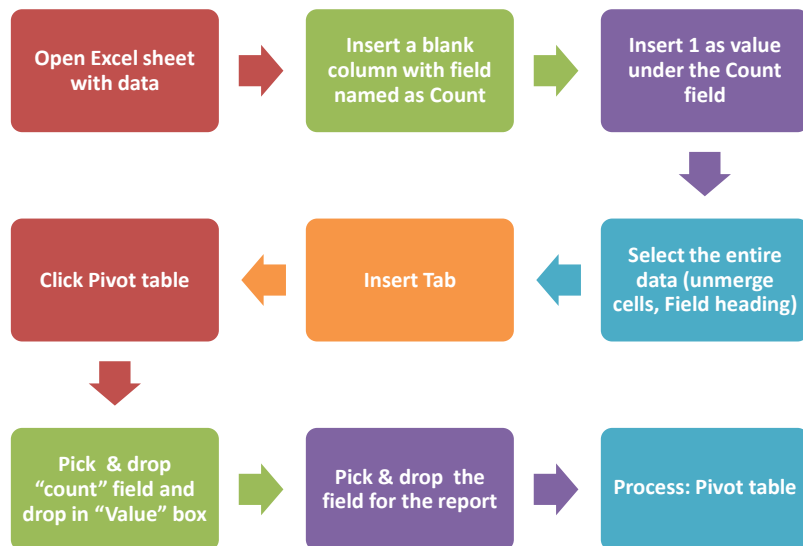 Open Excel sheet
with data
Insert a blank
column with field
named as Count
Insert 1 as value
under the Count
field
Select the entire
data (unmerge
cells, Field heading)
Insert Tab
Click Pivot table
Pick & drop
“count” field and
drop in “Value” box
Pick & drop the
field for the report
Process: Pivot table